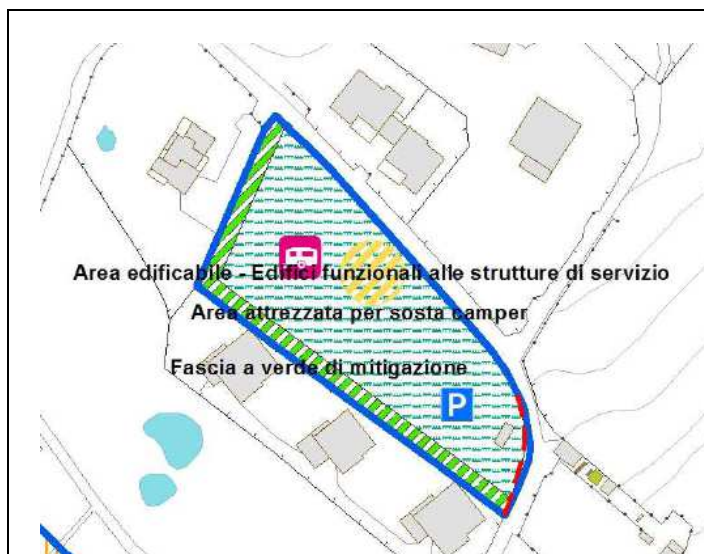 Area edificabile - Edifici funzionali alle strutture di servizio
Area attrezzata per sosta camper
Fascia a verde di mitigazione
P